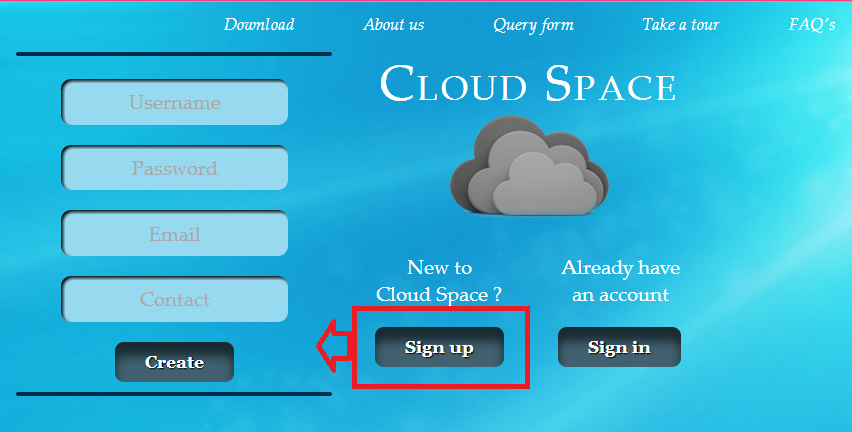 Download About us Query form Take a tour FAQ's
Cloud Space
Username
Password
Email
Contact
Create
New to
Cloud Space ?
Sign up
Already have
an account
Sign in